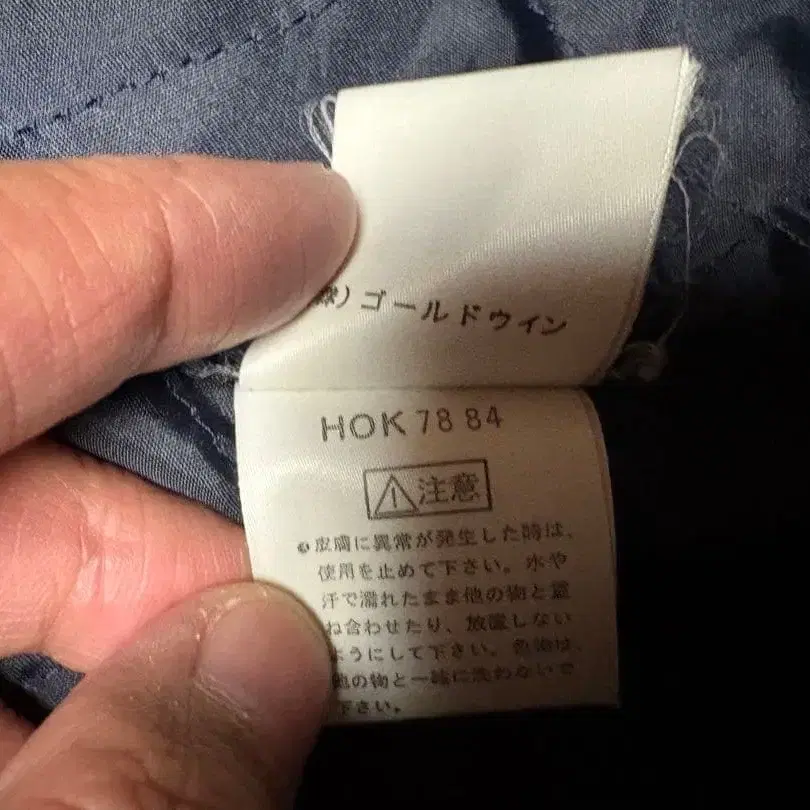 ㈱)ゴールドウイン
HOK 78 84
注意
皮膚に異常が発生した時は、
使用を止めて下さい。水や
汗で濡れたまま他の物と重
ね合わせたり、放置しない
ようにして下さい。色物は、
他の物と一緒に洗わないで
下さい。